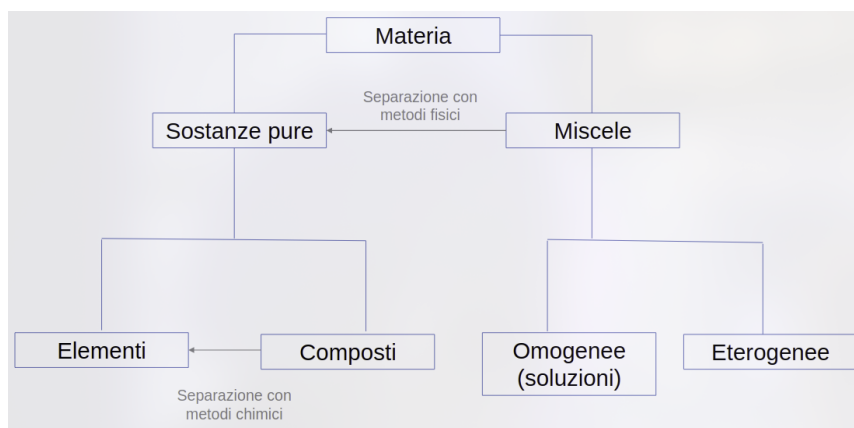 Materia
Separazione con
metodi fisici
Sostanze pure
Miscele
Elementi
Composti
Omogenee
(soluzioni)
Eterogenee
Separazione con
metodi chimici